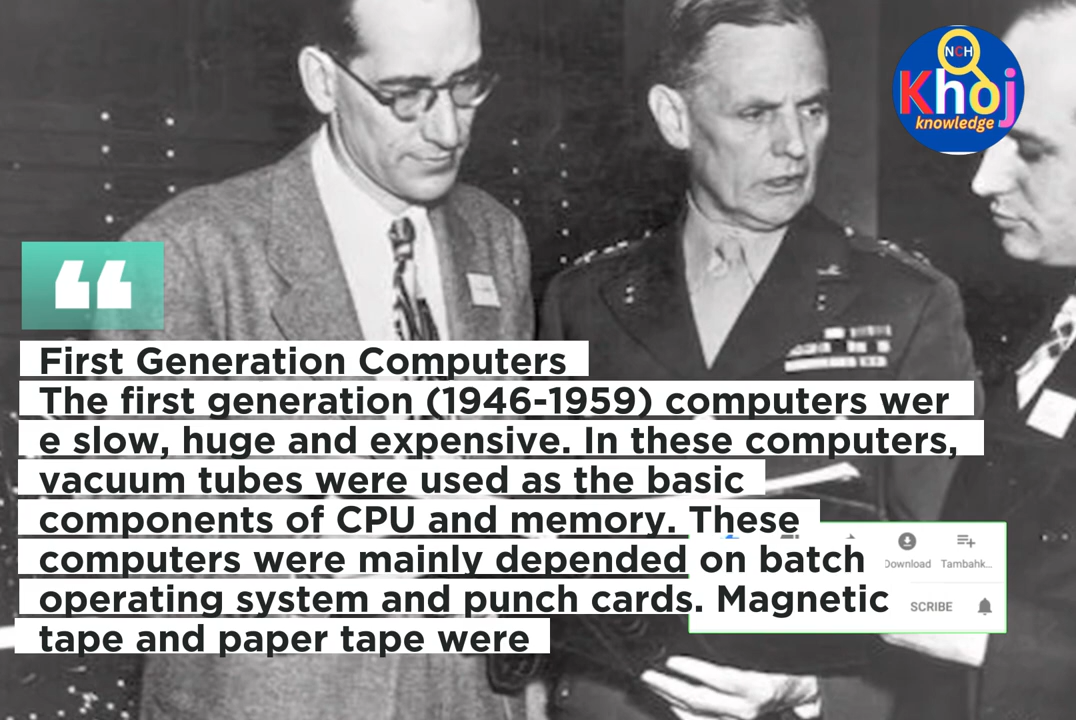 NCH
Khoj
knowledge
First Generation Computers
The first generation (1946-1959) computers wer
e slow, huge and expensive. In these computers,
vacuum tubes were used as the basic
components of CPU and memory. These
computers were mainly depended on batch
operating system and punch cards. Magnetic
tape and paper tape were
Download Tambahk...
SCRIBE